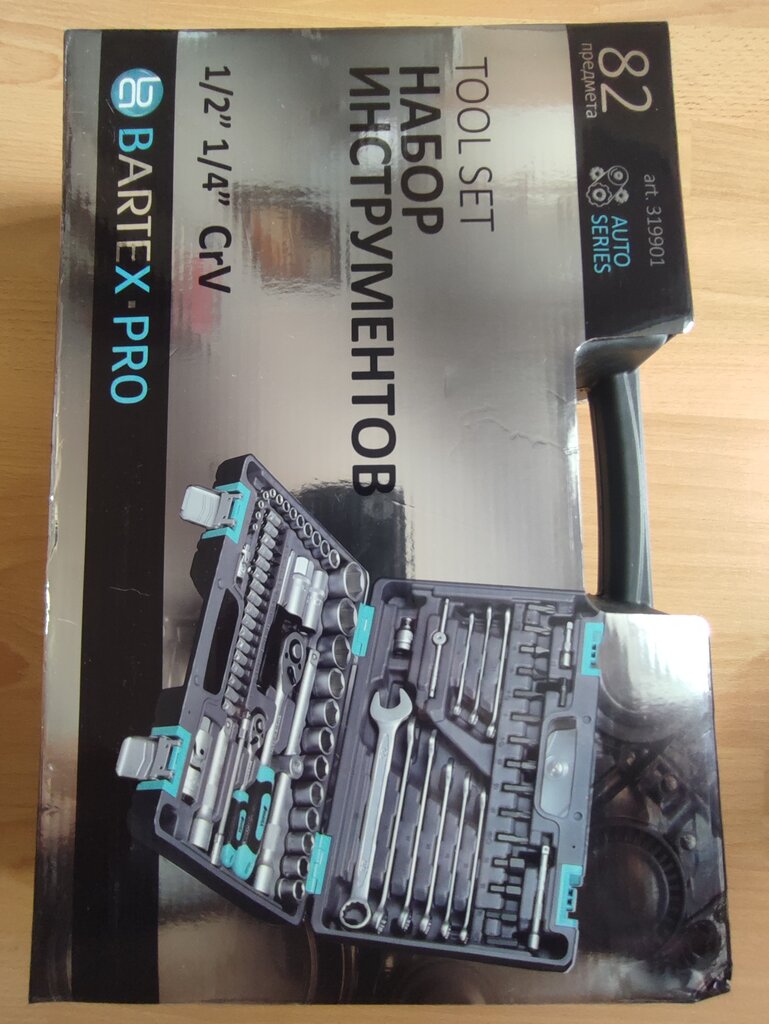 82
предмета
art. 319901
AUTO
SERIES
TOOL SET
НАБОР
ИНСТРУМЕНТОВ
1/2” 1/4” CrV
BARTEX·PRO